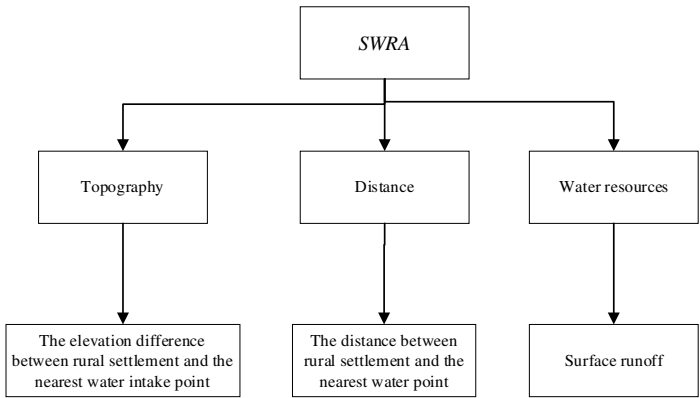 SWRA
Topography
Distance
Water resources
The elevation difference
between rural settlement and the
nearest water intake point
The distance between
rural settlement and the
nearest water point
Surface runoff